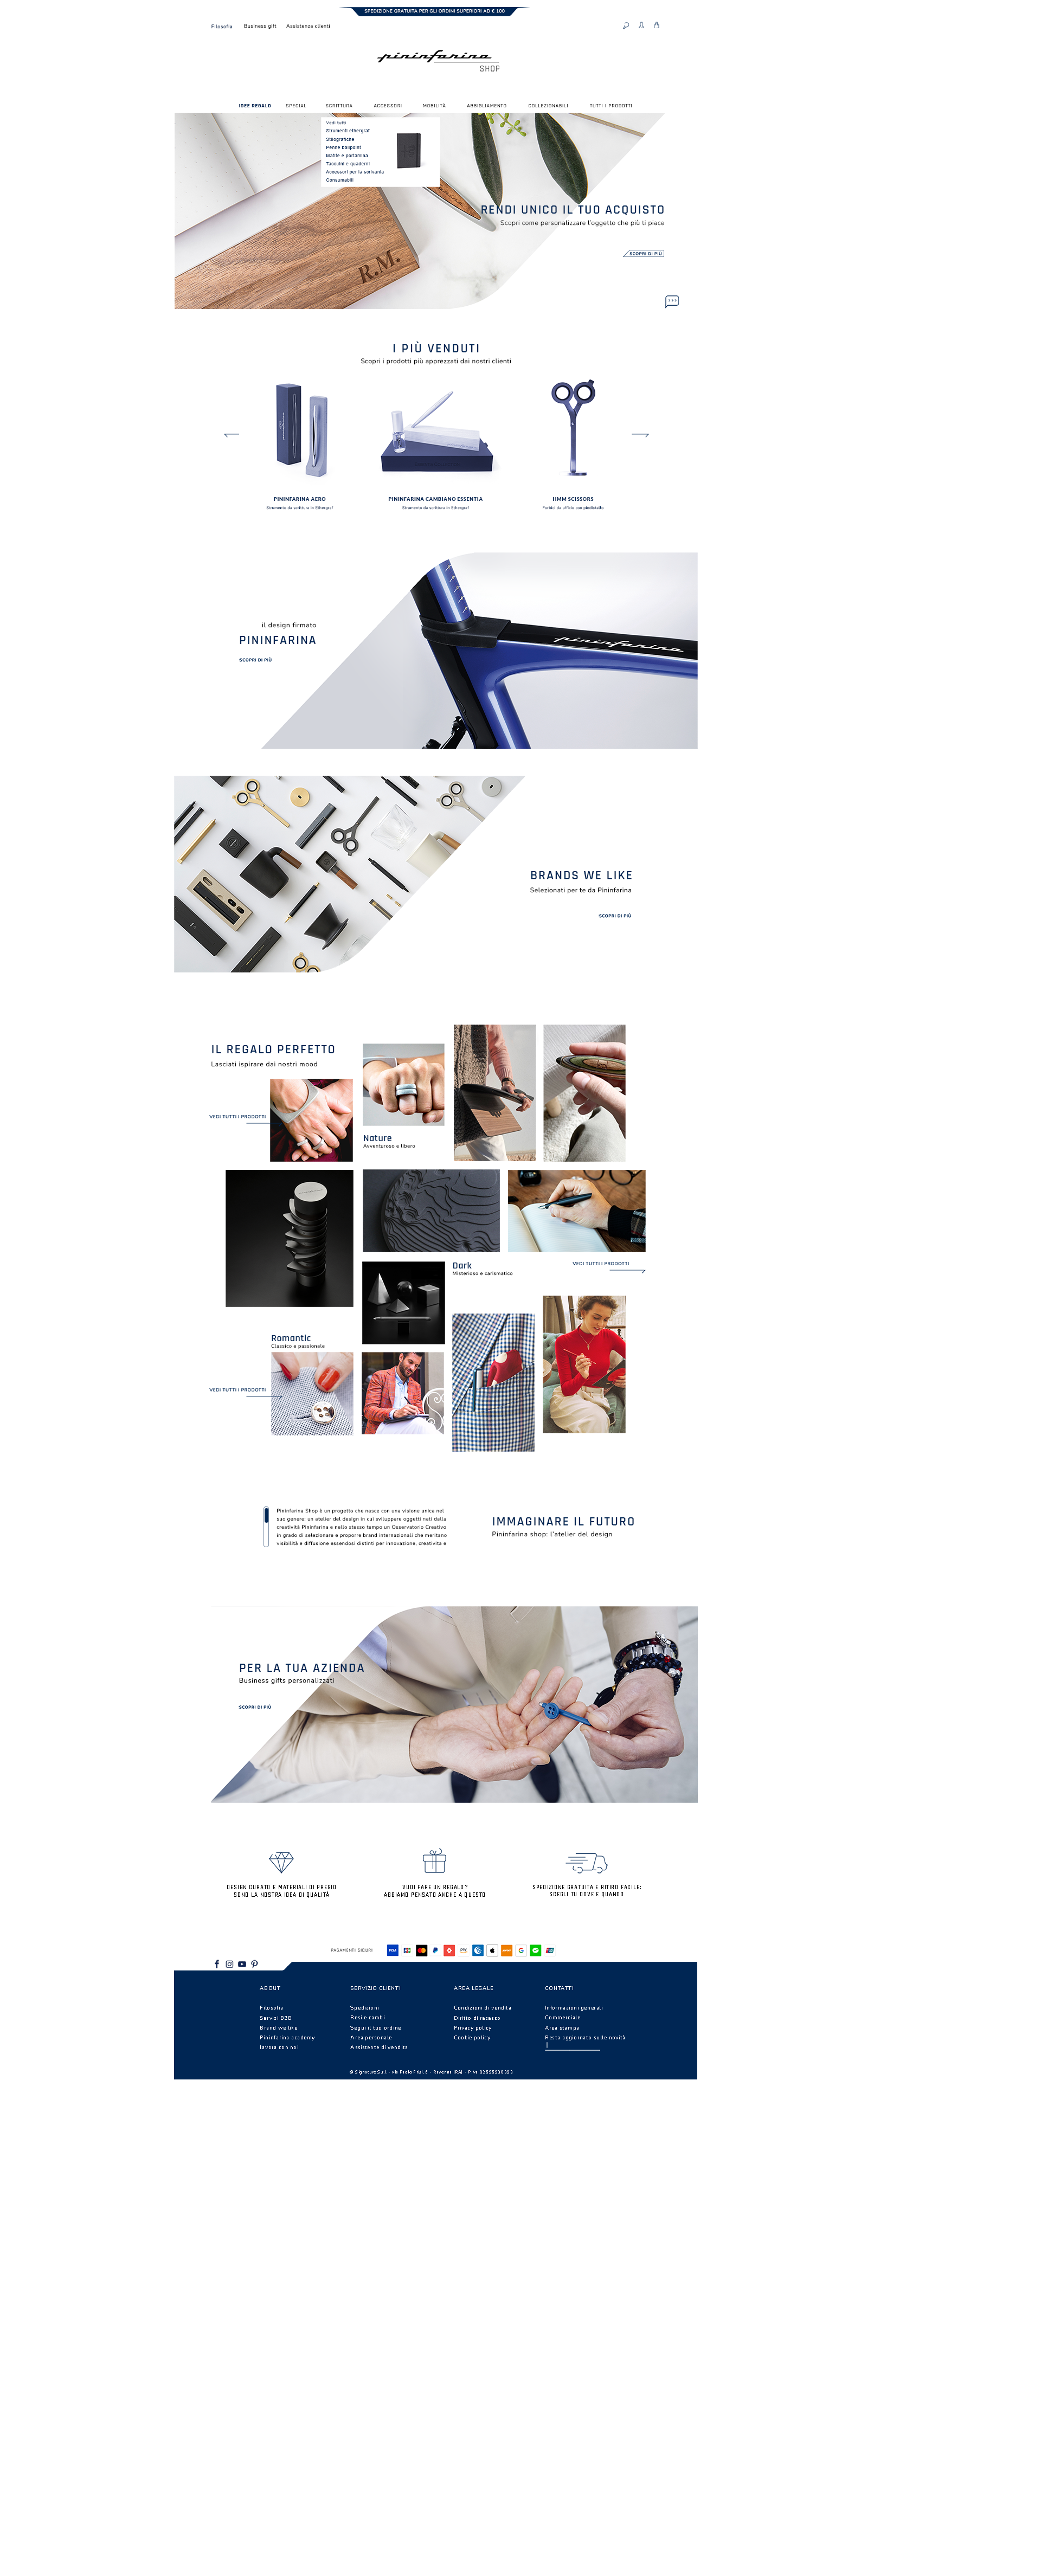 SPEDIZIONE GRATUITA PER GLI ORDINI SUPERIORI AD € 100
Filosofia
Business gift
Assistenza clienti
pininfarina
SHOP
IDEE REGALO
SPECIAL
SCRITTURA
ACCESSORI
MOBILITÀ
ABBIGLIAMENTO
COLLEZIONABILI
TUTTI I PRODOTTI
Vedi tutti
Strumenti ethergraf
Stilografiche
Penne ballpoint
Matite e portamina
Taccuini e quaderni
Accessori per la scrivania
Consumabili
R.M.
RENDI UNICO IL TUO ACQUISTO
Scopri come personalizzare l'oggetto che più ti piace
SCOPRI DI PIÙ
I PIÙ VENDUTI
Scopri i prodotti più apprezzati dai nostri clienti
PININFARINA AERO
Strumento da scrittura in Ethergraf
PININFARINA CAMBIANO ESSENTIA
Strumento da scrittura in Ethergraf
HMM SCISSORS
Forbici da ufficio con piedistallo
il design firmato
PININFARINA
SCOPRI DI PIÙ
pininfarina
BRANDS WE LIKE
Selezionati per te da Pininfarina
SCOPRI DI PIÙ
IL REGALO PERFETTO
Lasciati ispirare dai nostri mood
VEDI TUTTI I PRODOTTI
Nature
Avventuroso e libero
Dark
Misterioso e carismatico
VEDI TUTTI I PRODOTTI
Romantic
Classico e passionale
VEDI TUTTI I PRODOTTI
Pininfarina Shop è un progetto che nasce con una visione unica nel
suo genere: un atelier del design in cui sviluppare oggetti nati dalla
creatività Pininfarina e nello stesso tempo un Osservatorio Creativo
in grado di selezionare e proporre brand internazionali che meritano
visibilità e diffusione essendosi distinti per innovazione, creatività e
IMMAGINARE IL FUTURO
Pininfarina shop: l'atelier del design
PER LA TUA AZIENDA
Business gifts personalizzati
SCOPRI DI PIÙ
DESIGN CURATO E MATERIALI DI PREGIO
SONO LA NOSTRA IDEA DI QUALITÀ
VUOI FARE UN REGALO?
ABBIAMO PENSATO ANCHE A QUESTO
SPEDIZIONE GRATUITA E RITIRO FACILE:
SCEGLI TU DOVE E QUANDO
PAGAMENTI SICURI
VISA
ABOUT
Filosofia
Servizi B2B
Brand we like
Pininfarina academy
lavora con noi
SERVIZIO CLIENTI
Spedizioni
Resi e cambi
Segui il tuo ordine
Area personale
Assistente di vendita
AREA LEGALE
Condizioni di vendita
Diritto di recesso
Privacy policy
Cookie policy
CONTATTI
Informazioni generali
Commerciale
Area stampa
Resta aggiornato sulle novità